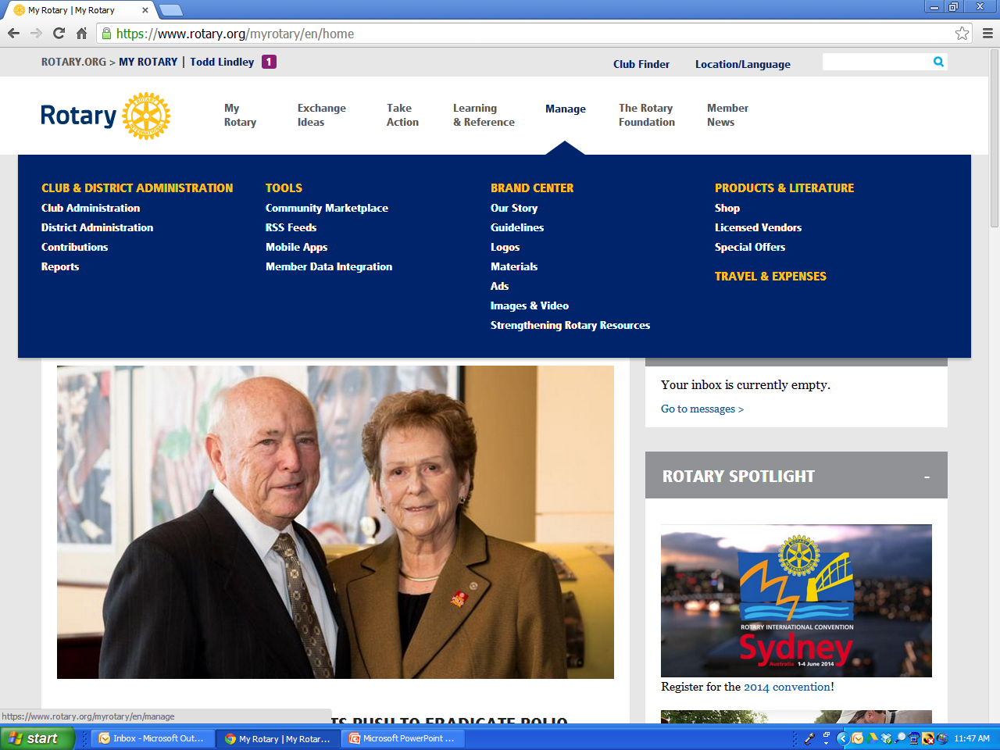 My Rotary | My Rotary
https://www.rotary.org/myrotary/en/home
ROTARY.ORG > MY ROTARY | Todd Lindley 1
Club Finder
Location/Language
Rotary
My
Rotary
Exchange
Ideas
Take
Action
Learning
& Reference
Manage
The Rotary
Foundation
Member
News
CLUB & DISTRICT ADMINISTRATION
Club Administration
District Administration
Contributions
Reports
TOOLS
Community Marketplace
RSS Feeds
Mobile Apps
Member Data Integration
BRAND CENTER
Our Story
Guidelines
Logos
Materials
Ads
Images & Video
Strengthening Rotary Resources
PRODUCTS & LITERATURE
Shop
Licensed Vendors
Special Offers
TRAVEL & EXPENSES
Your inbox is currently empty.
Go to messages >
ROTARY SPOTLIGHT -
ROTARY INTERNATIONAL CONVENTION
Sydney
Australia 1-4 June 2014
Register for the 2014 convention!
PUSH TO ERADICATE POLIO
https://www.rotary.org/myrotary/en/manage
start
Inbox - Microsoft Out...
My Rotary | My Rotar...
Microsoft PowerPoint ...
11:47 AM